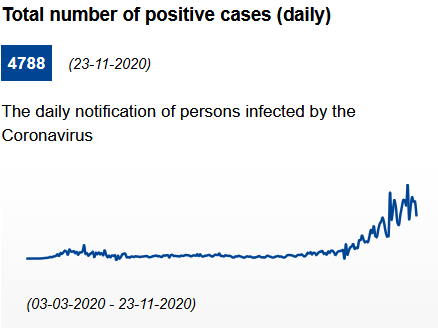 Total number of positive cases (daily)
4788 (23-11-2020)
The daily notification of persons infected by the
Coronavirus
(03-03-2020 - 23-11-2020)